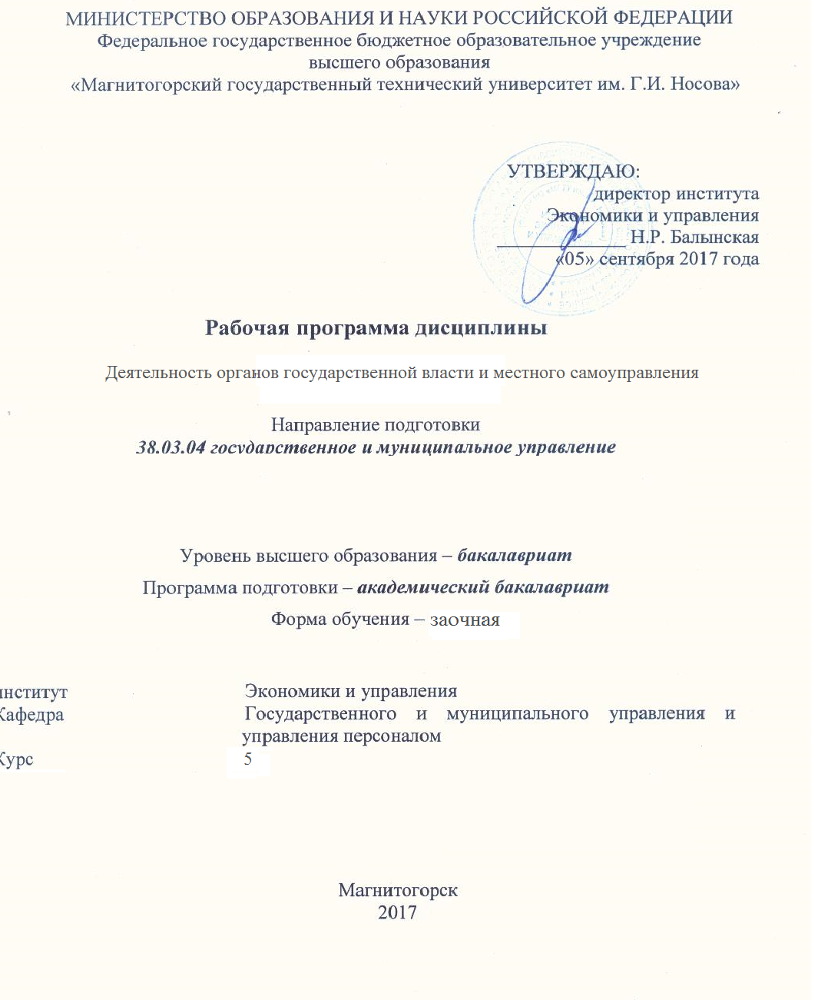 МИНИСТЕРСТВО ОБРАЗОВАНИЯ И НАУКИ РОССИЙСКОЙ ФЕДЕРАЦИИ
Федеральное государственное бюджетное образовательное учреждение
высшего образования
«Магнитогорский государственный технический университет им. Г.И. Носова»
УТВЕРЖДАЮ:
директор института
Экономики и управления
Н.Р. Балынская
«05» сентября 2017 года
Рабочая программа дисциплины
Деятельность органов государственной власти и местного самоуправления
Направление подготовки
38.03.04 государственное и муниципальное управление
Уровень высшего образования – бакалавриат
Программа подготовки – академический бакалавриат
Форма обучения – заочная
нститут Экономики и управления
Кафедра Государственного и муниципального управления и
управления персоналом
Курс 5
Магнитогорск
2017